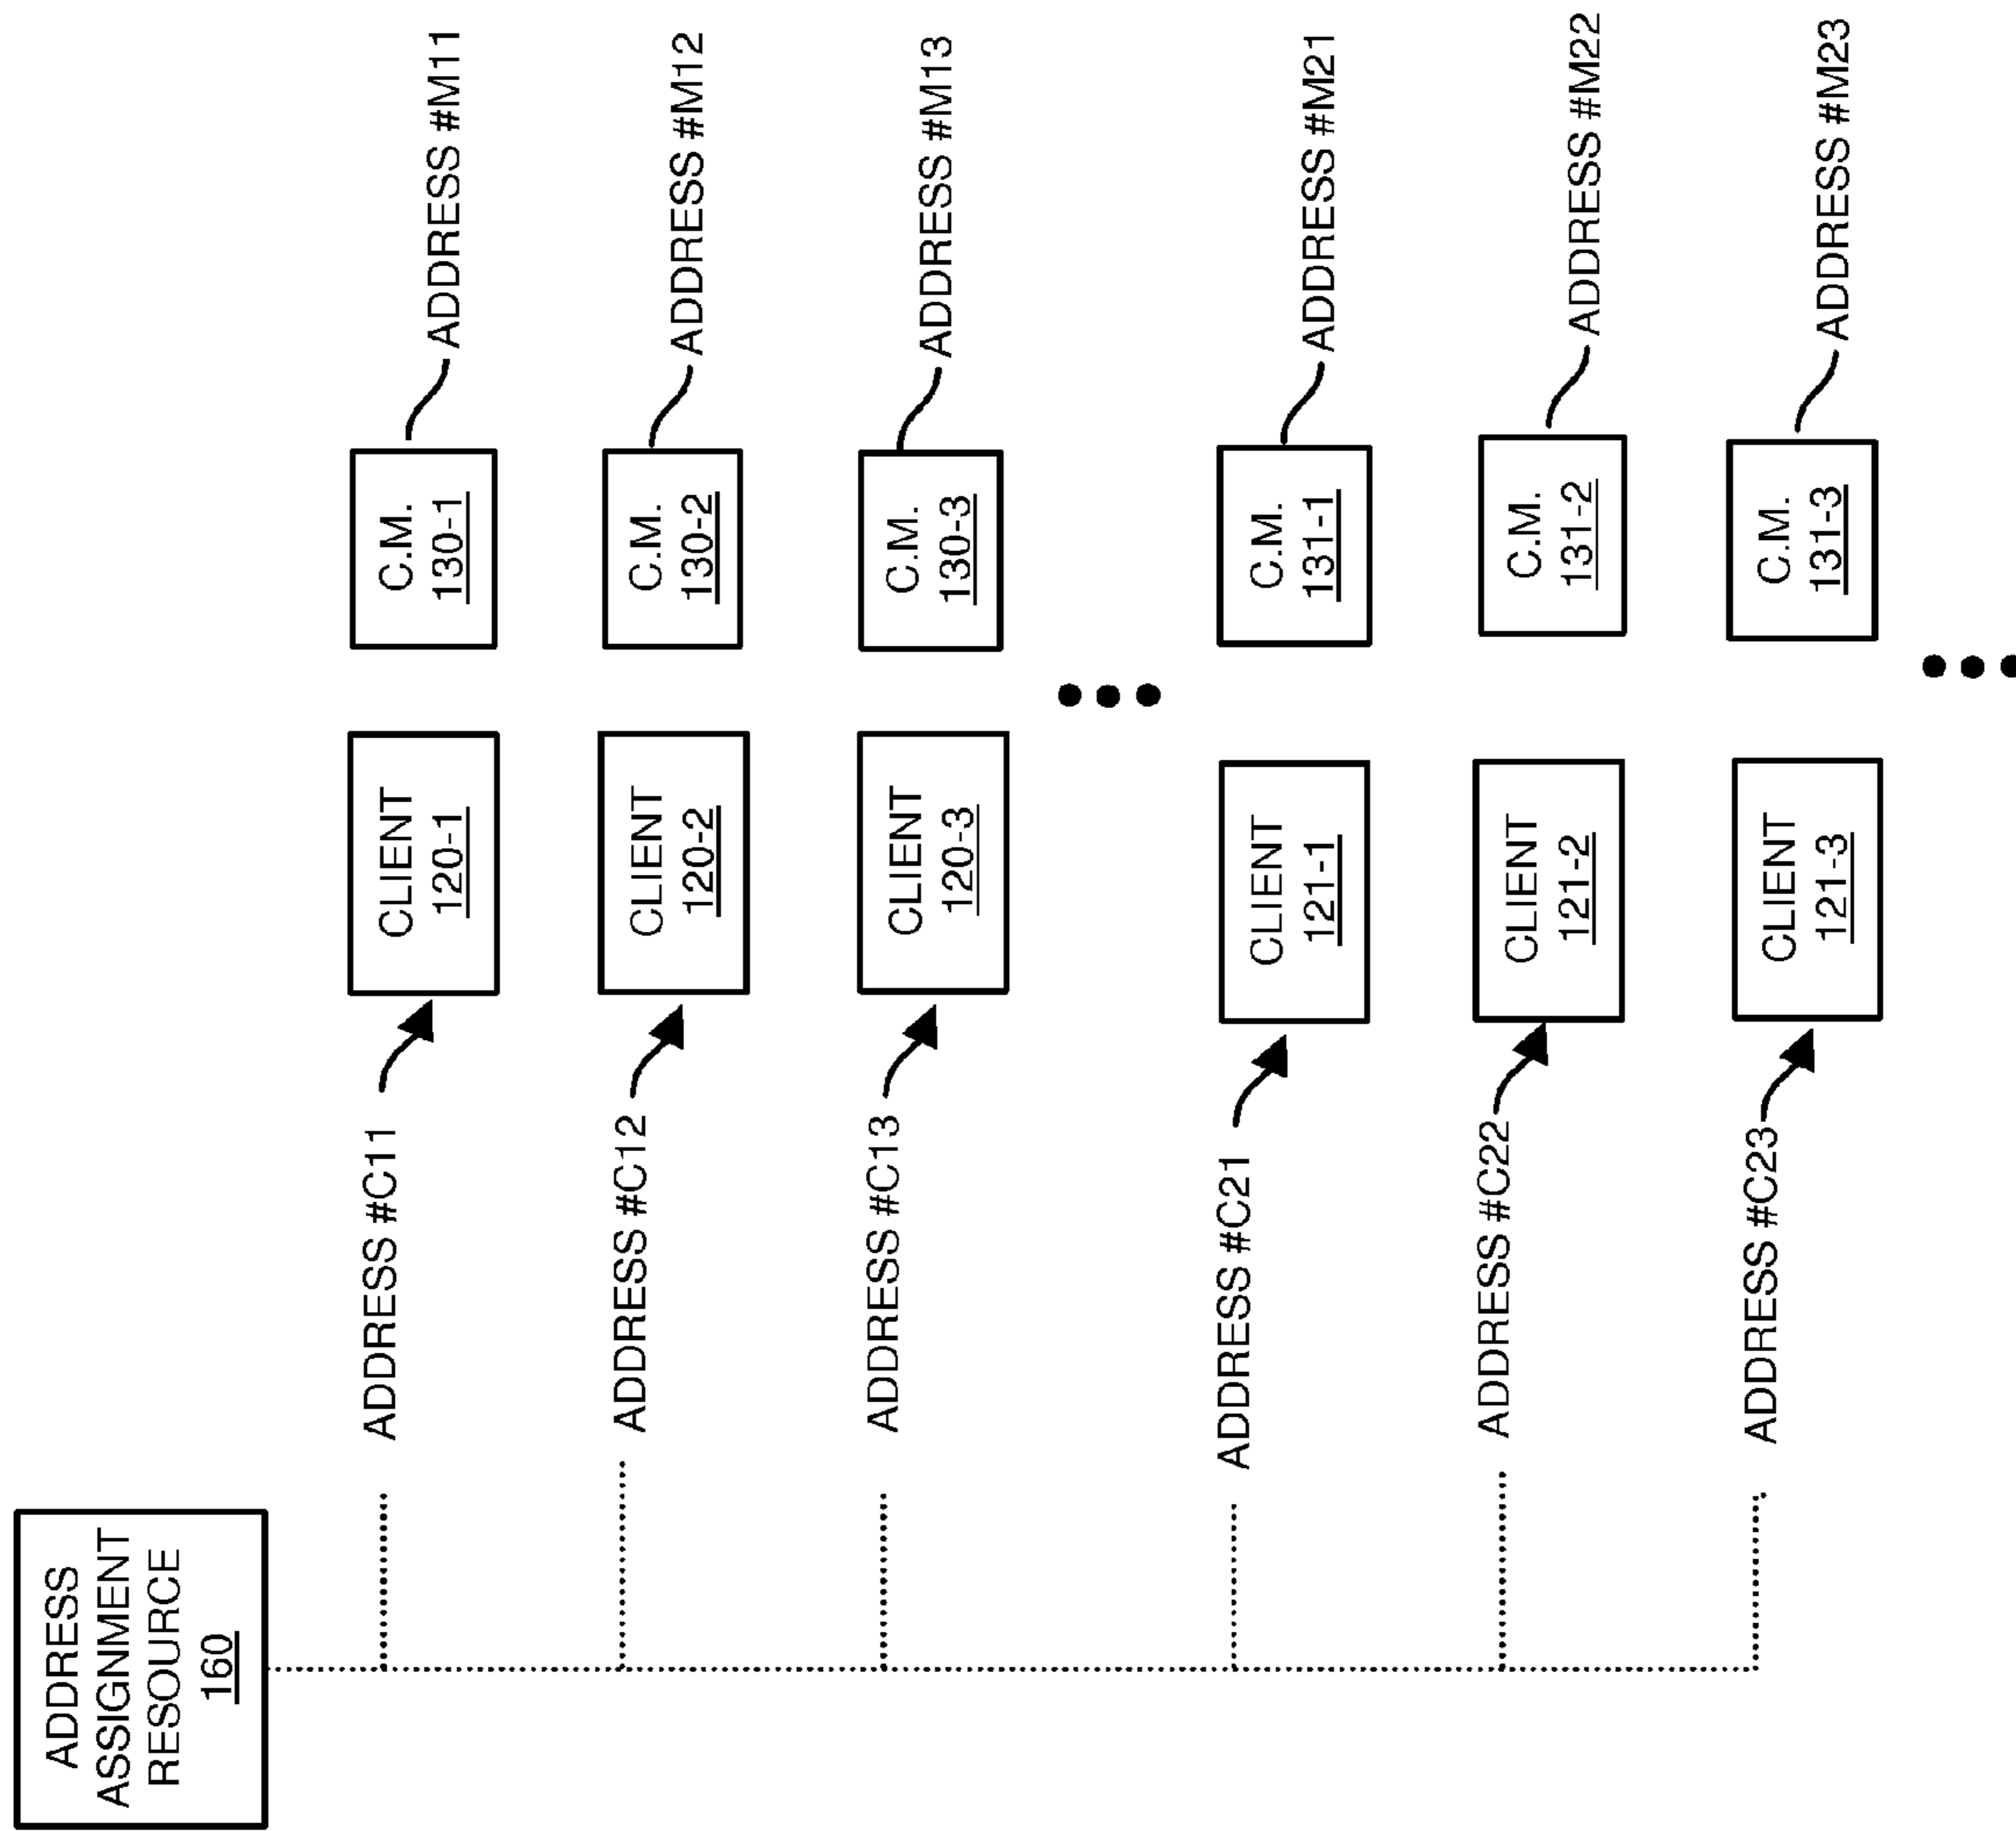 ADDRESS
ASSIGNMENT
RESOURCE
160
ADDRESS #C11
CLIENT
120-1
C.M.
130-1
ADDRESS #M11
ADDRESS #C12
CLIENT
120-2
C.M.
130-2
ADDRESS #M12
ADDRESS #C13
CLIENT
120-3
C.M.
130-3
ADDRESS #M13
ADDRESS #C21
CLIENT
121-1
C.M.
131-1
ADDRESS #M21
ADDRESS #C22
CLIENT
121-2
C.M.
131-2
ADDRESS #M22
ADDRESS #C23
CLIENT
121-3
C.M.
131-3
ADDRESS #M23